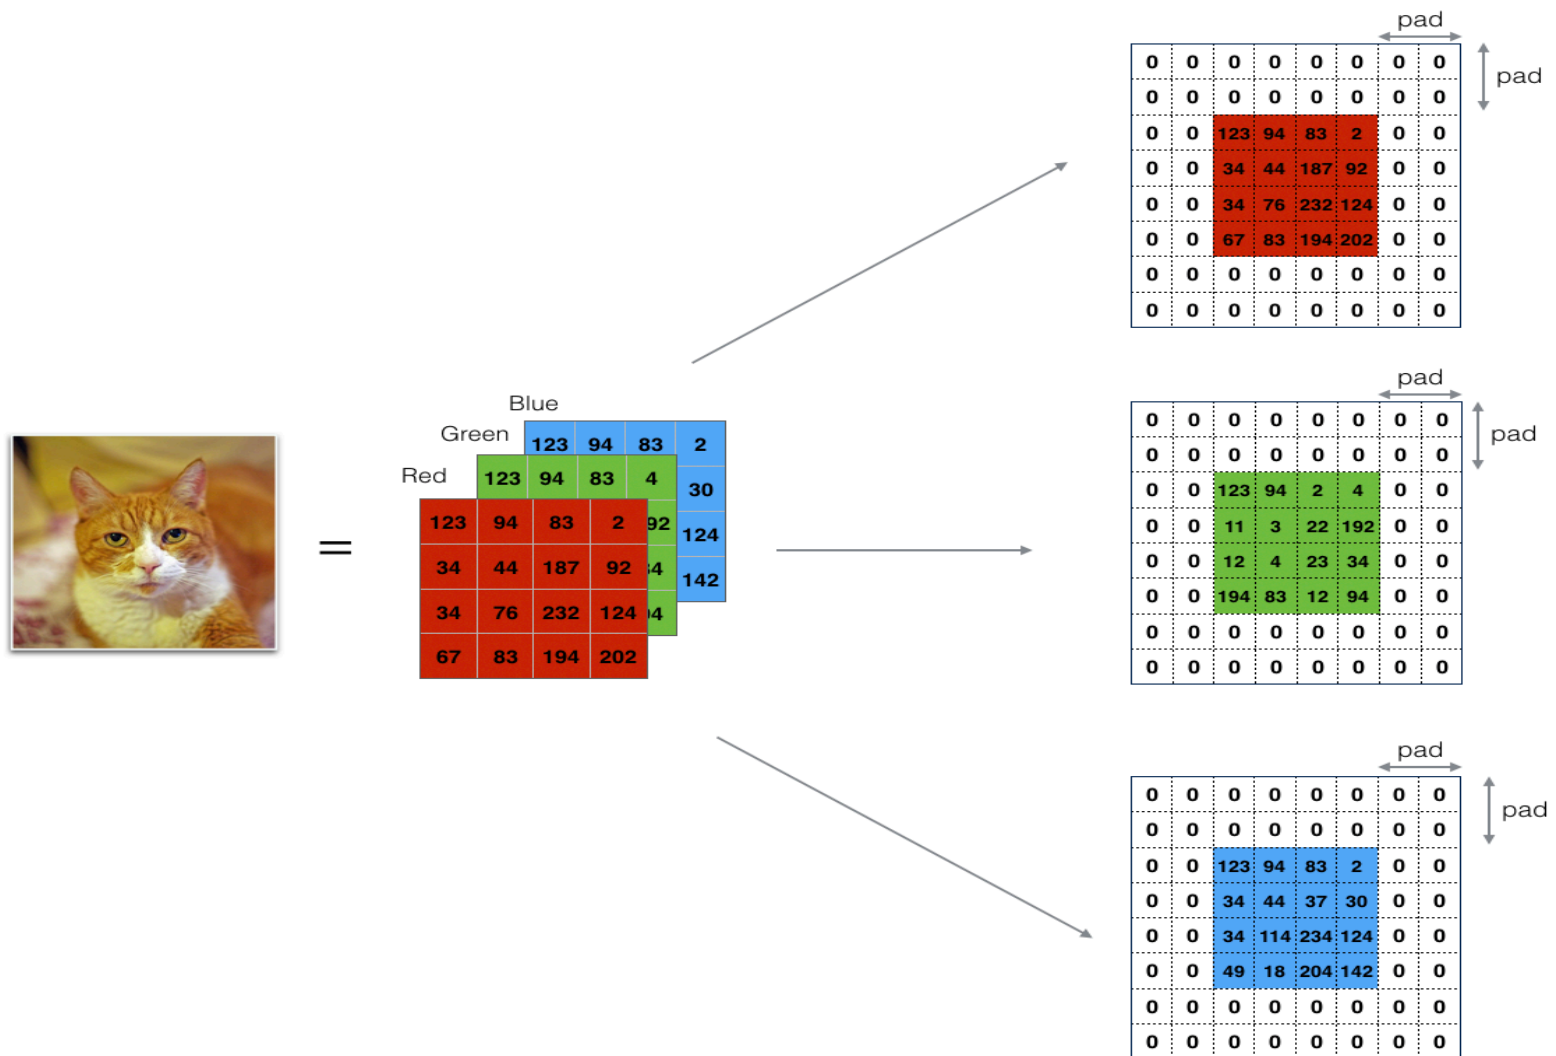 pad
0 0 0 0 0 0 0 0
pad
0 0 0 0 0 0 0 0
0 0 123 94 83 2 0 0
0 0 34 44 187 92 0 0
0 0 34 76 232 124 0 0
0 0 67 83 194 202 0 0
0 0 0 0 0 0 0 0
0 0 0 0 0 0 0 0
Blue
123 94 83 2
30
124
142
Green
123 94 83 4
92
Red
123 94 83 2
34 44 187 92
34 76 232 124
67 83 194 202
=
pad
0 0 0 0 0 0 0 0
pad
0 0 0 0 0 0 0 0
0 0 123 94 2 4 0 0
0 0 11 3 22 192 0 0
0 0 12 4 23 34 0 0
0 0 194 83 12 94 0 0
0 0 0 0 0 0 0 0
0 0 0 0 0 0 0 0
pad
0 0 0 0 0 0 0 0
pad
0 0 0 0 0 0 0 0
0 0 123 94 83 2 0 0
0 0 34 44 37 30 0 0
0 0 34 114 234 124 0 0
0 0 49 18 204 142 0 0
0 0 0 0 0 0 0 0
0 0 0 0 0 0 0 0